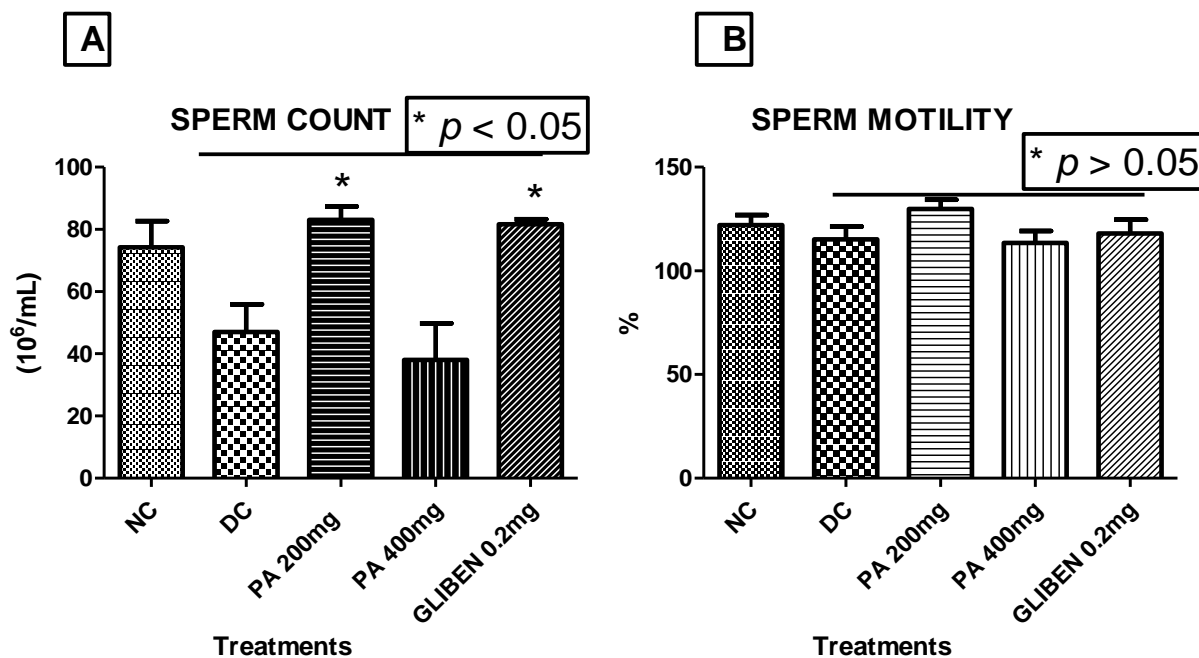 A
SPERM COUNT
* p < 0.05
100
80
60
40
20
0
(10⁶/mL)
*
*
NC
DC
PA 200mg
PA 400mg
GLIBEN 0.2mg
Treatments
B
SPERM MOTILITY
* p > 0.05
150
100
50
0
%
NC
DC
PA 200mg
PA 400mg
GLIBEN 0.2mg
Treatments